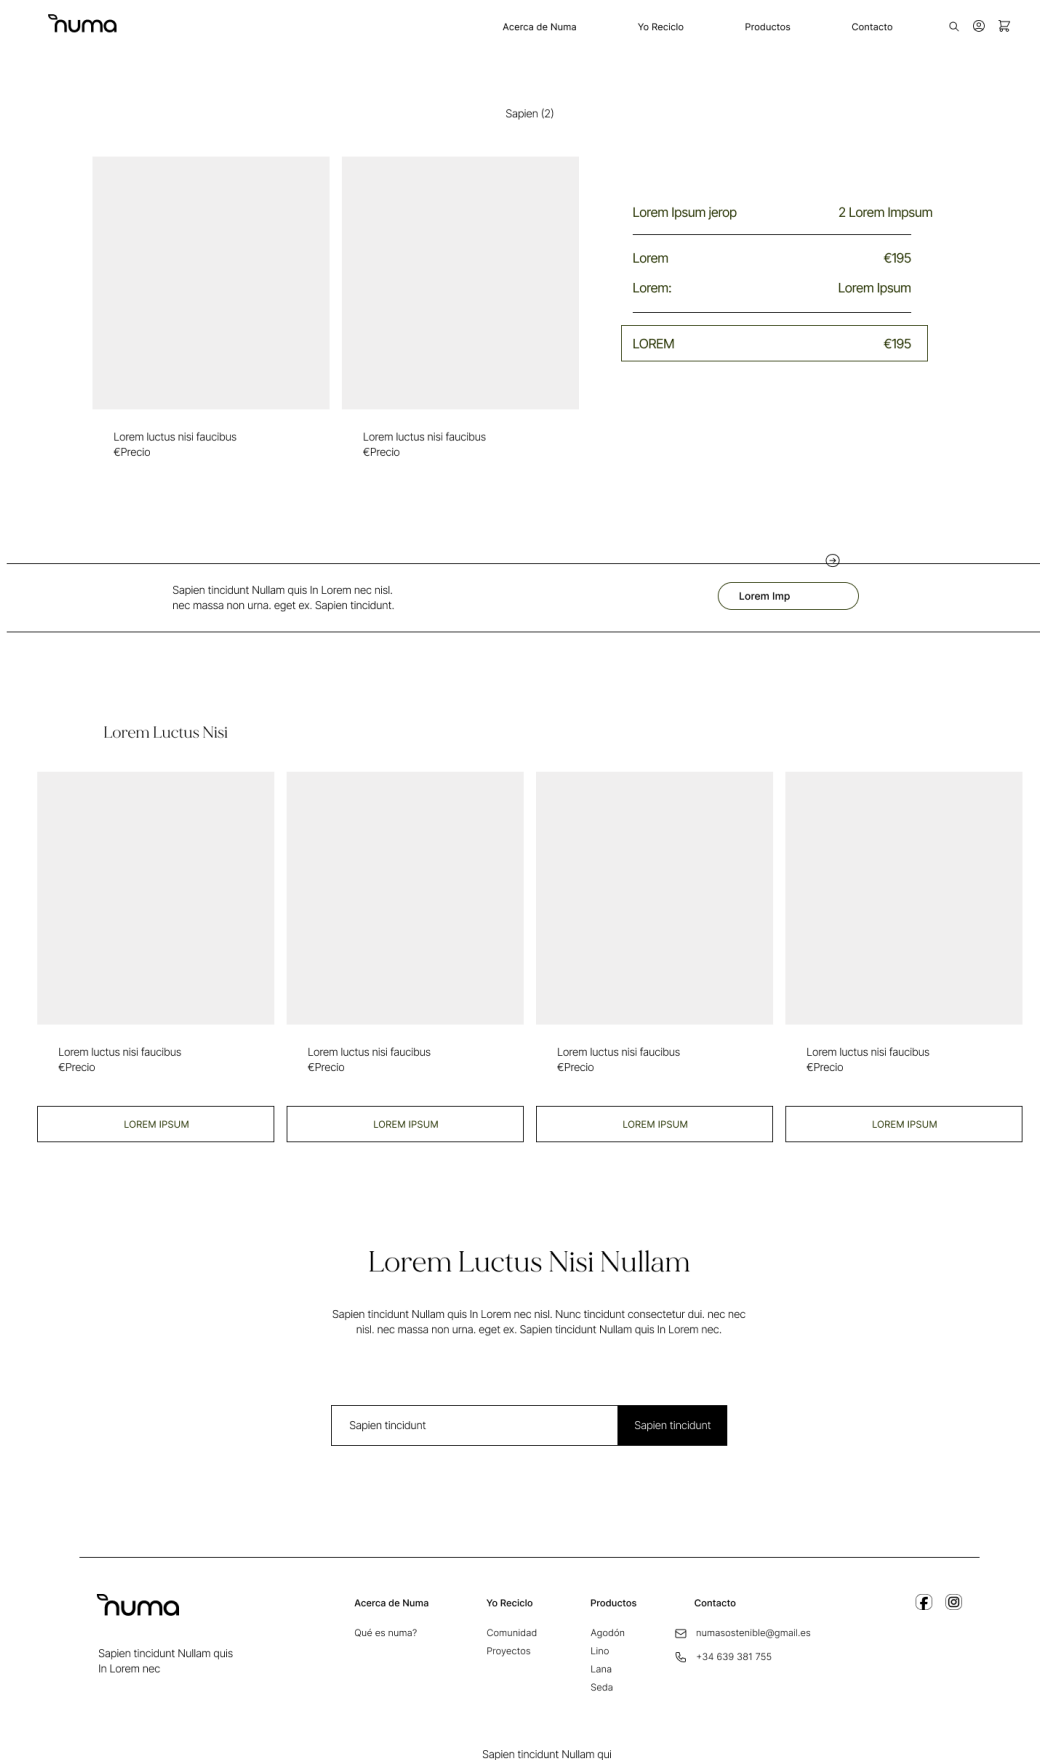 numa
Acerca de Numa
Yo Reciclo
Productos
Contacto
Sapien (2)
Lorem Ipsum jerop 2 Lorem Impsum
Lorem €195
Lorem: Lorem Ipsum
LOREM €195
Lorem luctus nisi faucibus
€Precio
Lorem luctus nisi faucibus
€Precio
Sapien tincidunt Nullam quis In Lorem nec nisl.
nec massa non urna. eget ex. Sapien tincidunt.
Lorem Imp
Lorem Luctus Nisi
Lorem luctus nisi faucibus
€Precio
LOREM IPSUM
Lorem luctus nisi faucibus
€Precio
LOREM IPSUM
Lorem luctus nisi faucibus
€Precio
LOREM IPSUM
Lorem luctus nisi faucibus
€Precio
LOREM IPSUM
Lorem Luctus Nisi Nullam
Sapien tincidunt Nullam quis In Lorem nec nisl. Nunc tincidunt consectetur dui. nec nec
nisl. nec massa non urna. eget ex. Sapien tincidunt Nullam quis In Lorem nec.
Sapien tincidunt
Sapien tincidunt
numa
Sapien tincidunt Nullam quis
In Lorem nec
Acerca de Numa
Qué es numa?
Yo Reciclo
Comunidad
Proyectos
Productos
Agodón
Lino
Lana
Seda
Contacto
numasostenible@gmail.es
+34 639 381 755
Sapien tincidunt Nullam qui